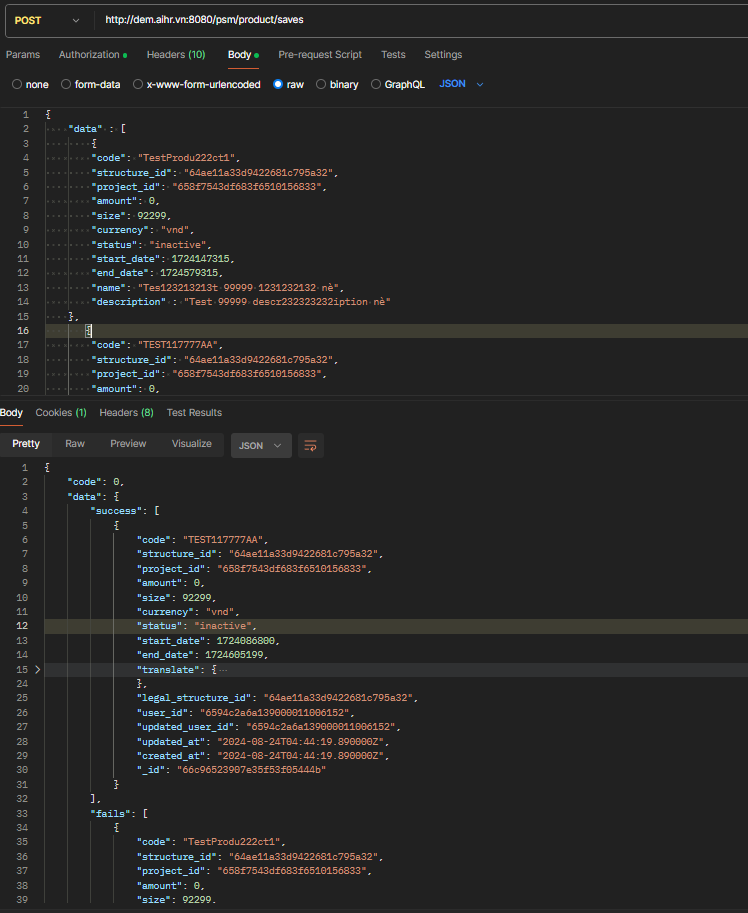 POST http://dem.aihr.vn:8080/psm/product/saves
Params Authorization Headers (10) Body Pre-request Script Tests Settings
none form-data x-www-form-urlencoded raw binary GraphQL JSON
1 {
2 "data" : [
3 {
4 "code": "TestProdu222ct1",
5 "structure_id": "64ae11a33d9422681c795a32",
6 "project_id": "658f7543df683f6510156833",
7 "amount": 0,
8 "size": 92299,
9 "currency": "vnd",
10 "status": "inactive",
11 "start_date": 1724147315,
12 "end_date": 1724579315,
13 "name": "Tes123213213t 99999 1231232132 nè",
14 "description" : "Test 99999 descr232323232iption nè"
15 },
16 {
17 "code": "TEST117777AA",
18 "structure_id": "64ae11a33d9422681c795a32",
19 "project_id": "658f7543df683f6510156833",
20 "amount": 0,
Body Cookies (1) Headers (8) Test Results
Pretty Raw Preview Visualize JSON
1 {
2 "code": 0,
3 "data": {
4 "success": [
5 {
6 "code": "TEST117777AA",
7 "structure_id": "64ae11a33d9422681c795a32",
8 "project_id": "658f7543df683f6510156833",
9 "amount": 0,
10 "size": 92299,
11 "currency": "vnd",
12 "status": "inactive",
13 "start_date": 1724086800,
14 "end_date": 1724605199,
15 "translate": { ...
24 },
25 "legal_structure_id": "64ae11a33d9422681c795a32",
26 "user_id": "6594c2a6a139000011006152",
27 "updated_user_id": "6594c2a6a139000011006152",
28 "updated_at": "2024-08-24T04:44:19.890000Z",
29 "created_at": "2024-08-24T04:44:19.890000Z",
30 "_id": "66c96523907e35f53f05444b"
31 }
32 ],
33 "fails": [
34 {
35 "code": "TestProdu222ct1",
36 "structure_id": "64ae11a33d9422681c795a32",
37 "project_id": "658f7543df683f6510156833",
38 "amount": 0,
39 "size": 92299,